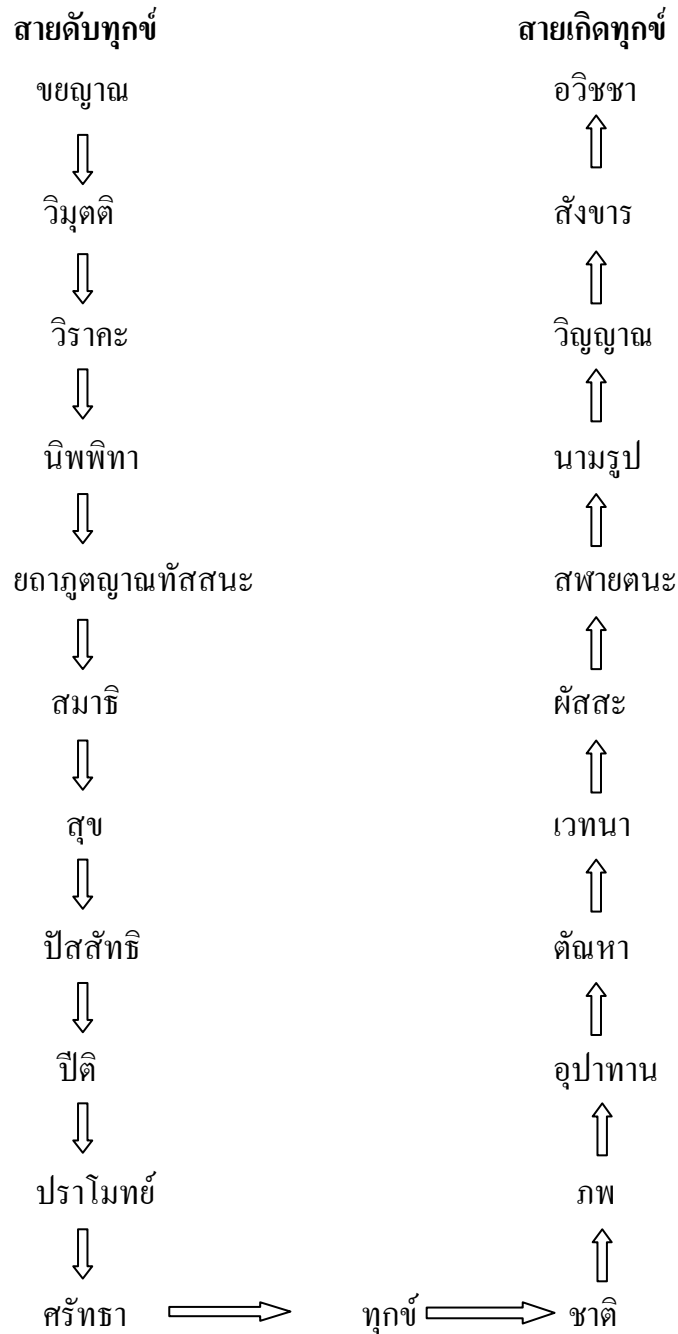 สายดับทุกข์ สายเกิดทุกข์
ขยญาณ อวิชชา
วิมุตติ สังขาร
วิราคะ วิญญาณ
นิพพิทา นามรูป
ยถาภูตญาณทัสสนะ สฬายตนะ
สมาธิ ผัสสะ
สุข เวทนา
ปัสสัทธิ ตัณหา
ปีติ อุปาทาน
ปราโมทย์ ภพ
ศรัทธา ทุกข์ ชาติ